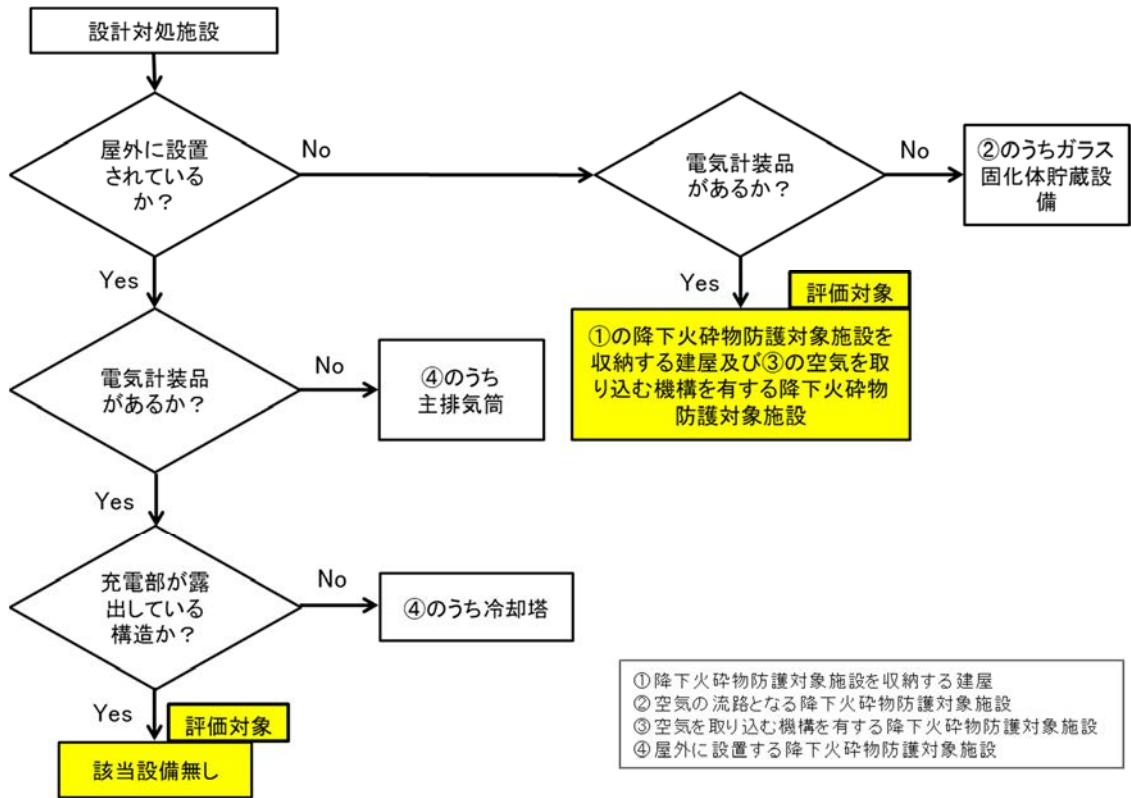 設計対処施設
屋外に設置
されている
か？
No
電気計装品
があるか？
No
②のうちガラス
固化体貯蔵設
備
Yes
Yes
評価対象
①の降下火砕物防護対象施設を
収納する建屋及び③の空気を取
り込む機構を有する降下火砕物
防護対象施設
電気計装品
があるか？
No
④のうち
主排気筒
Yes
充電部が露
出している
構造か？
No
④のうち冷却塔
Yes
評価対象
該当設備無し
①降下火砕物防護対象施設を収納する建屋
②空気の流路となる降下火砕物防護対象施設
③空気を取り込む機構を有する降下火砕物防護対象施設
④屋外に設置する降下火砕物防護対象施設